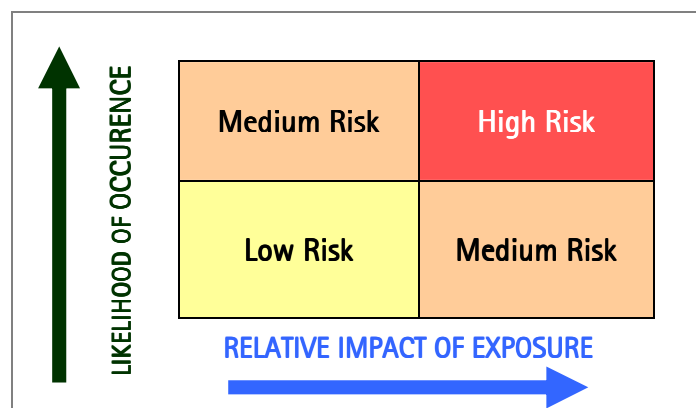 LIKELIHOOD OF OCCURENCE
Medium Risk
High Risk
Low Risk
Medium Risk
RELATIVE IMPACT OF EXPOSURE